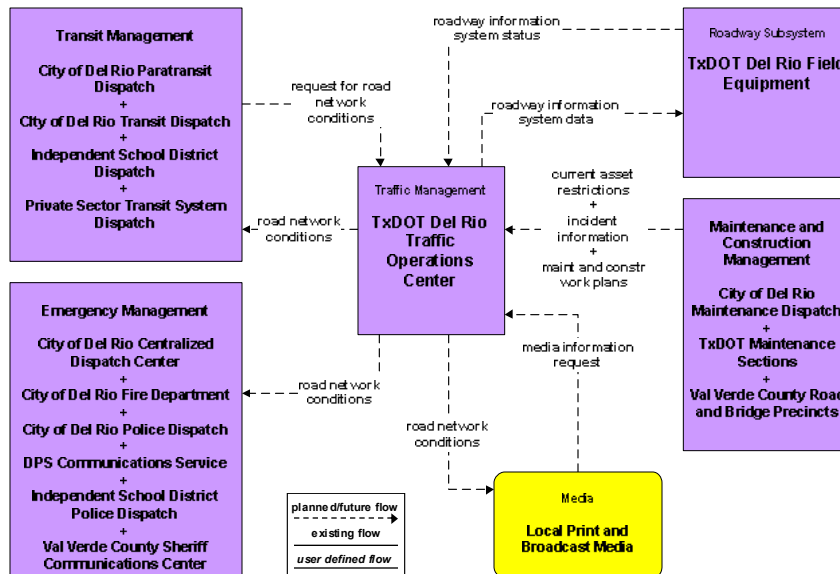 Transit Management
City of Del Rio Paratransit
Dispatch
+
CIty of Del Rio Transit Dispatch
+
Independent School District
Dispatch
+
Private Sector Transit System
Dispatch
request for road
network
conditions
road network
conditions
roadway information
system status
roadway information
system data
Roadway Subsystem
TxDOT Del Rio Field
Equipment
Traffic Management
TxDOT Del Rio
Traffic
Operations
Center
current asset
restrictions
+
incident
information
+
maint and constr
work plans
Maintenance and
Construction
Management
City of Del Rio
Maintenance Dispatch
+
TxDOT Maintenance
Sections
+
Val Verde County Road
and Bridge Precincts
Emergency Management
City of Del Rio Centralized
Dispatch Center
+
City of Del Rio Fire Department
+
City of Del Rio Police Dispatch
+
DPS Communications Service
+
Independent School District
Police Dispatch
+
Val Verde County Sheriff
Communications Center
road network
conditions
road network
conditions
media information
request
planned/future flow
existing flow
user defined flow
Media
Local Print and
Broadcast Media